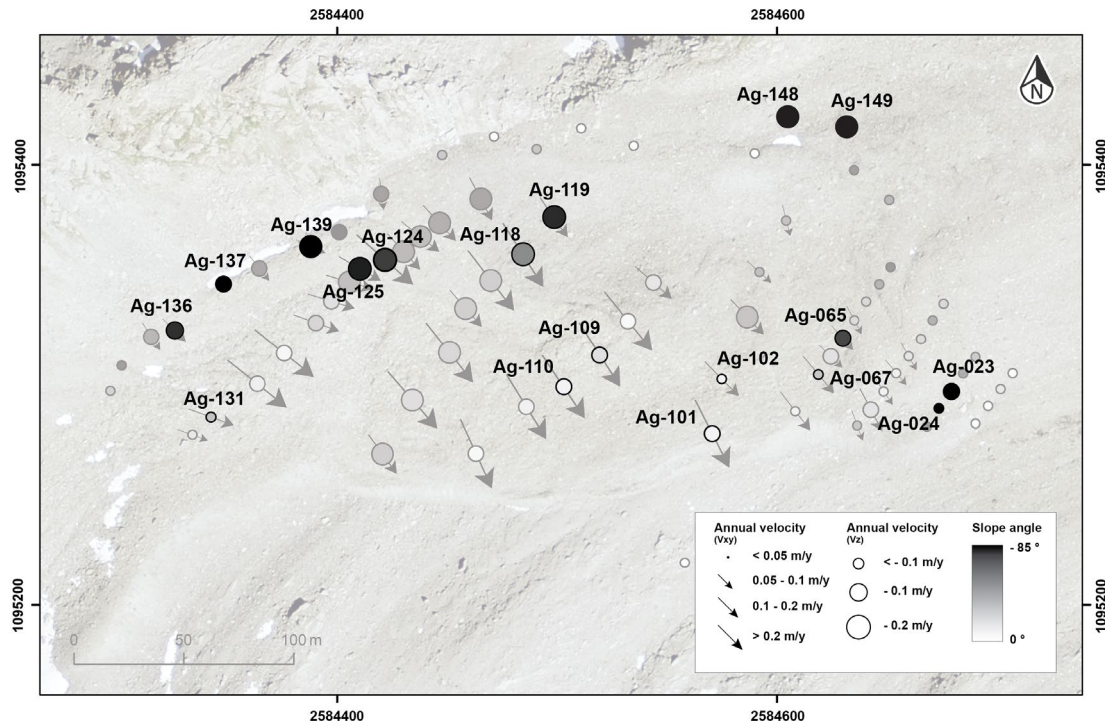 2584400
2584600
N
Ag-148
Ag-149
1095400
1095400
Ag-119
Ag-139
Ag-124
Ag-118
Ag-137
Ag-125
Ag-136
Ag-109
Ag-065
Ag-110
Ag-102
Ag-023
Ag-067
Ag-131
Ag-101
Ag-024
Annual velocity
(Vxy)
< 0.05 m/y
0.05 - 0.1 m/y
0.1 - 0.2 m/y
> 0.2 m/y
Annual velocity
(Vz)
< - 0.1 m/y
- 0.1 m/y
- 0.2 m/y
Slope angle
- 85 °
0 °
1095200
1095200
0 50 100 m
2584400
2584600